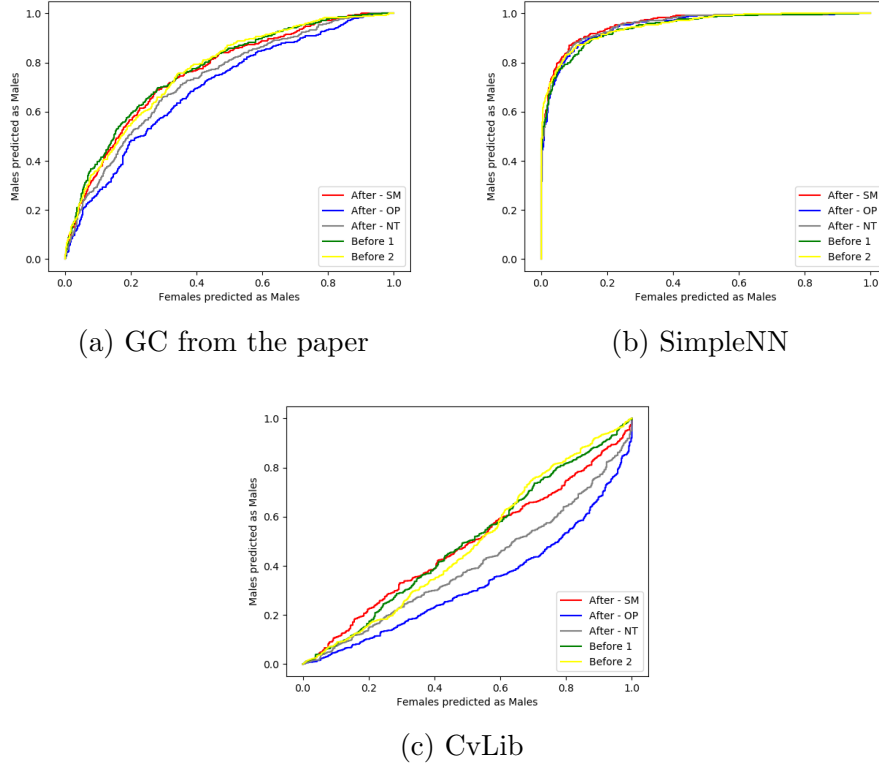 1.0
0.8
0.6
0.4
0.2
0.0
Males predicted as Males
After - SM
After - OP
After - NT
Before 1
Before 2
0.0 0.2 0.4 0.6 0.8 1.0
Females predicted as Males
(a) GC from the paper
1.0
0.8
0.6
0.4
0.2
0.0
Males predicted as Males
After - SM
After - OP
After - NT
Before 1
Before 2
0.0 0.2 0.4 0.6 0.8 1.0
Females predicted as Males
(b) SimpleNN
1.0
0.8
0.6
0.4
0.2
0.0
Males predicted as Males
After - SM
After - OP
After - NT
Before 1
Before 2
0.0 0.2 0.4 0.6 0.8 1.0
Females predicted as Males
(c) CvLib